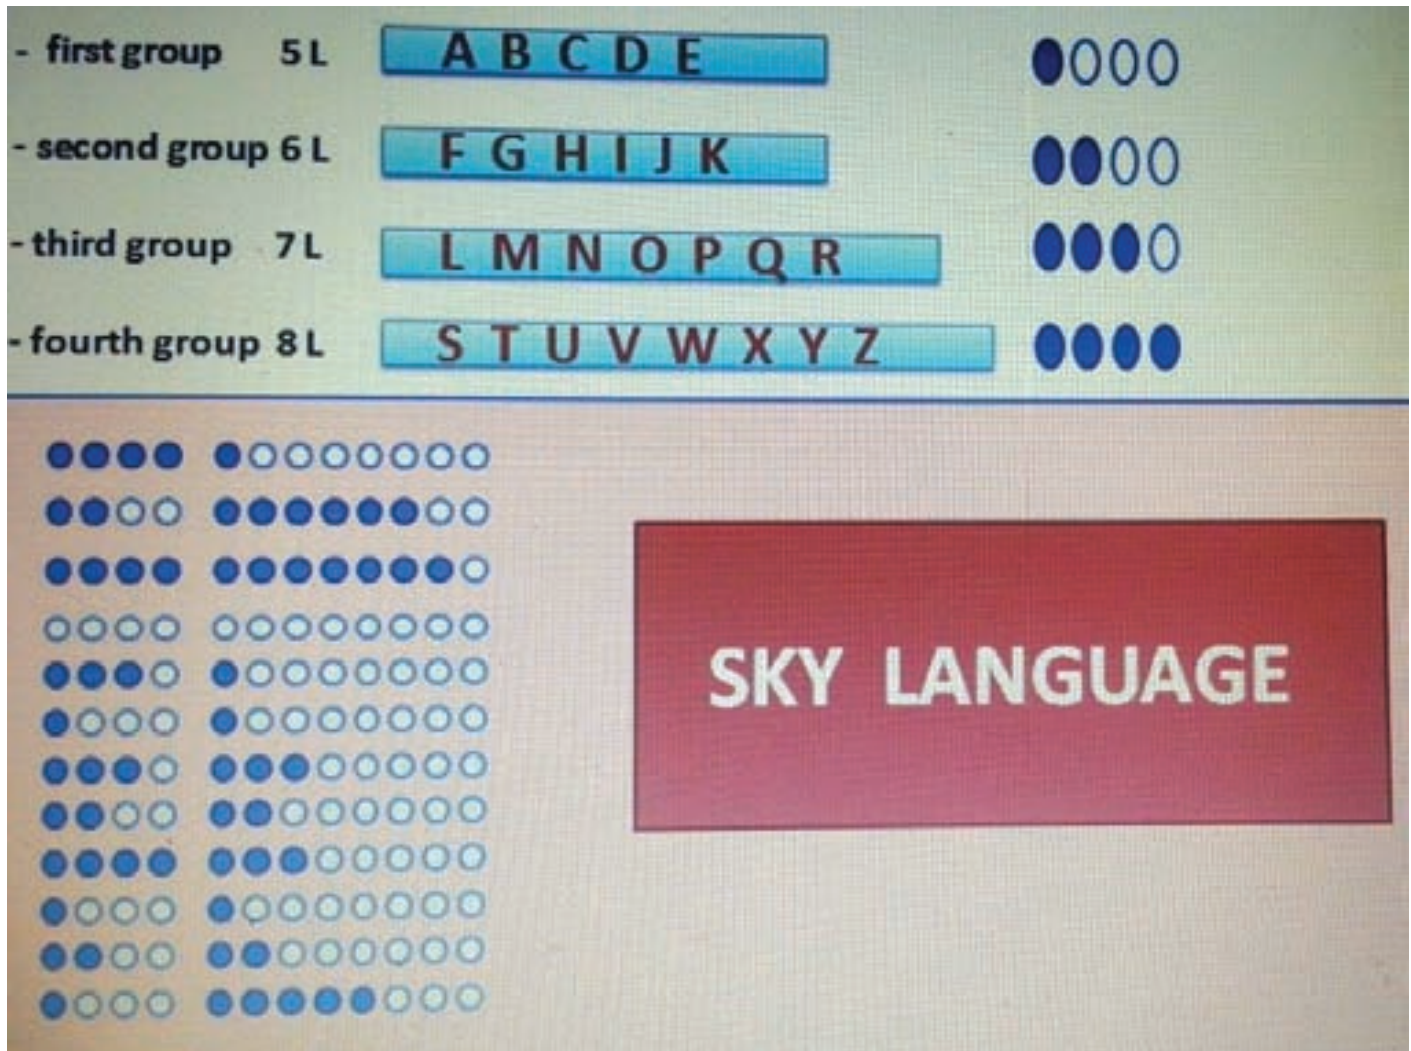 - first group 5 L A B C D E
- second group 6 L F G H I J K
- third group 7 L L M N O P Q R
- fourth group 8 L S T U V W X Y Z
SKY LANGUAGE